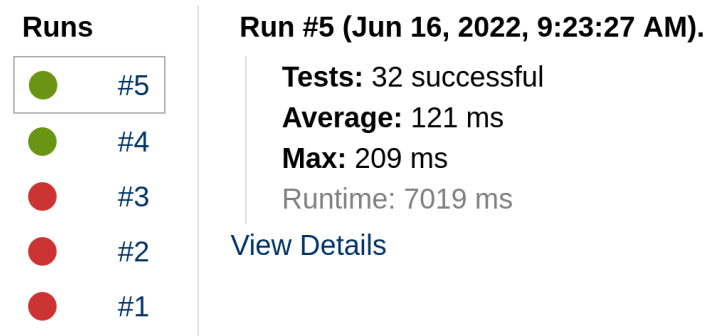 Runs
#5
#4
#3
#2
#1
Run #5 (Jun 16, 2022, 9:23:27 AM).
Tests: 32 successful
Average: 121 ms
Max: 209 ms
Runtime: 7019 ms
View Details